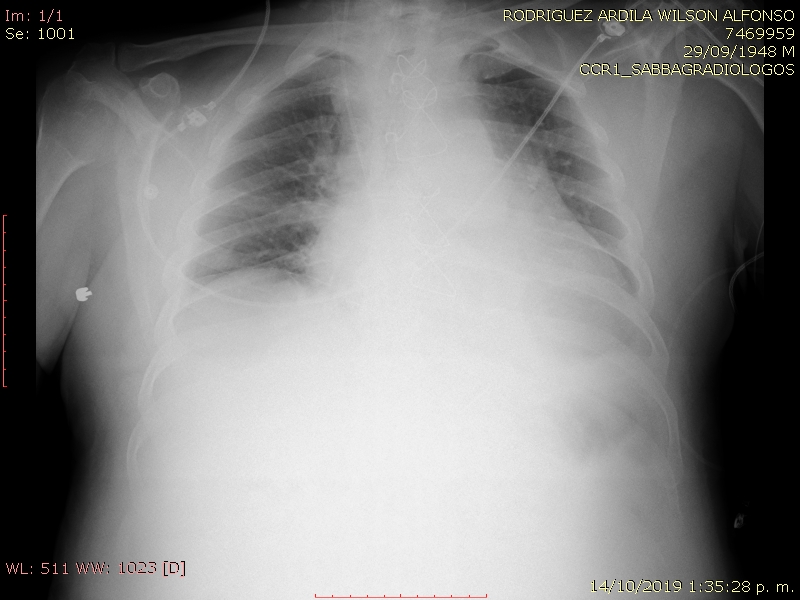 Im: 1/1
Se: 1001
RODRIGUEZ ARDILA WILSON ALFONSO
7469959
29/09/1948 M
CCR1_SABBAGRADIOLOGOS
WL: 511 WW: 1023 [D]
14/10/2019 1:35:28 p. m.